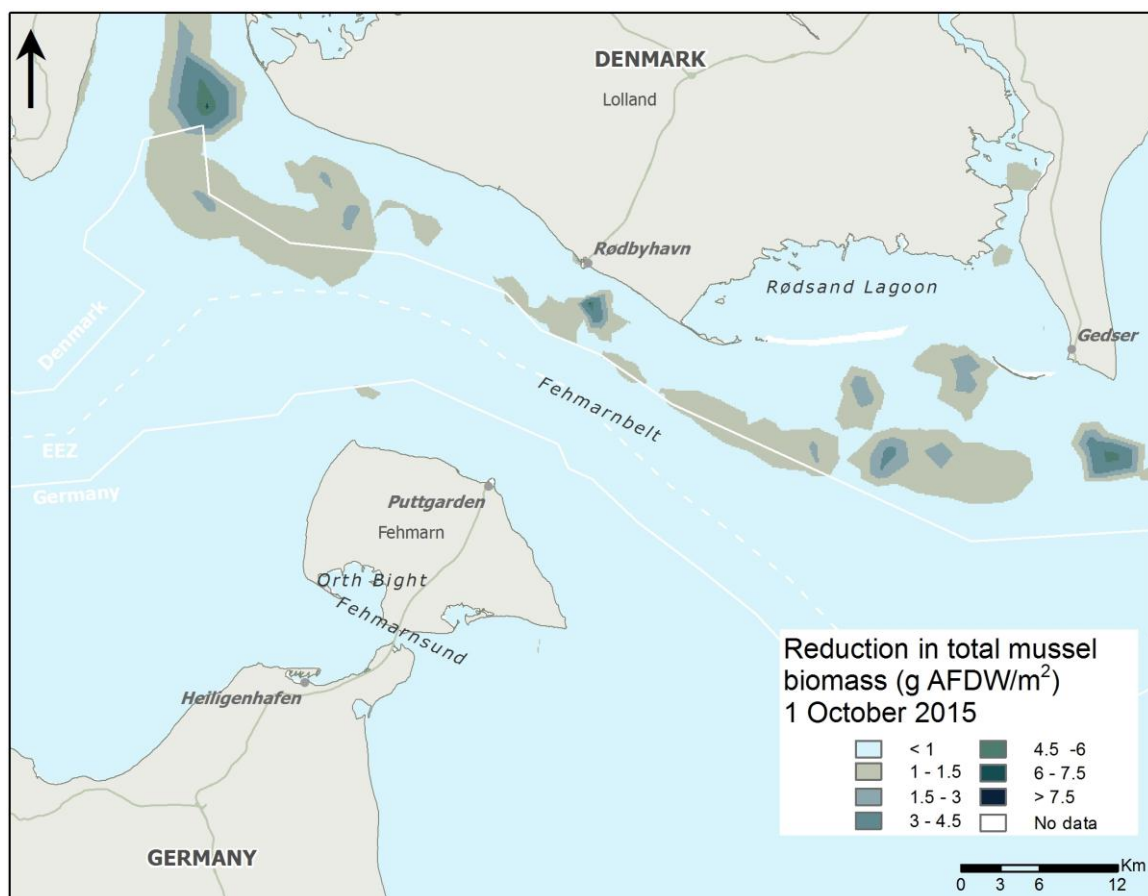 DENMARK
Lolland
Rødbyhavn
Rødsand Lagoon
Gedser
Denmark
Fehmarnbelt
EEZ
Germany
Puttgarden
Fehmarn
Orth Bight
Fehmarnsund
Heiligenhafen
GERMANY
Reduction in total mussel
biomass (g AFDW/m²)
1 October 2015
< 1
1 - 1.5
1.5 - 3
3 - 4.5
4.5 -6
6 - 7.5
> 7.5
No data
Km
0 3 6 12